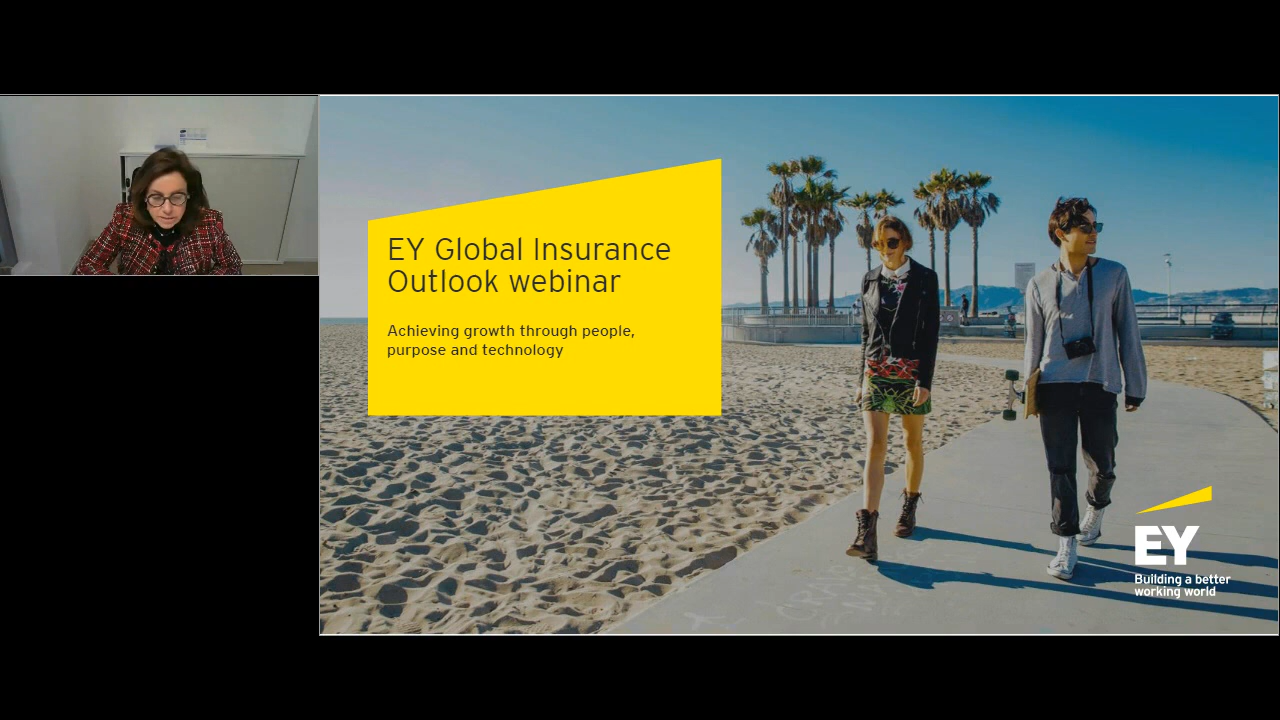 EY Global Insurance
Outlook webinar
Achieving growth through people,
purpose and technology
EY
Building a better
working world